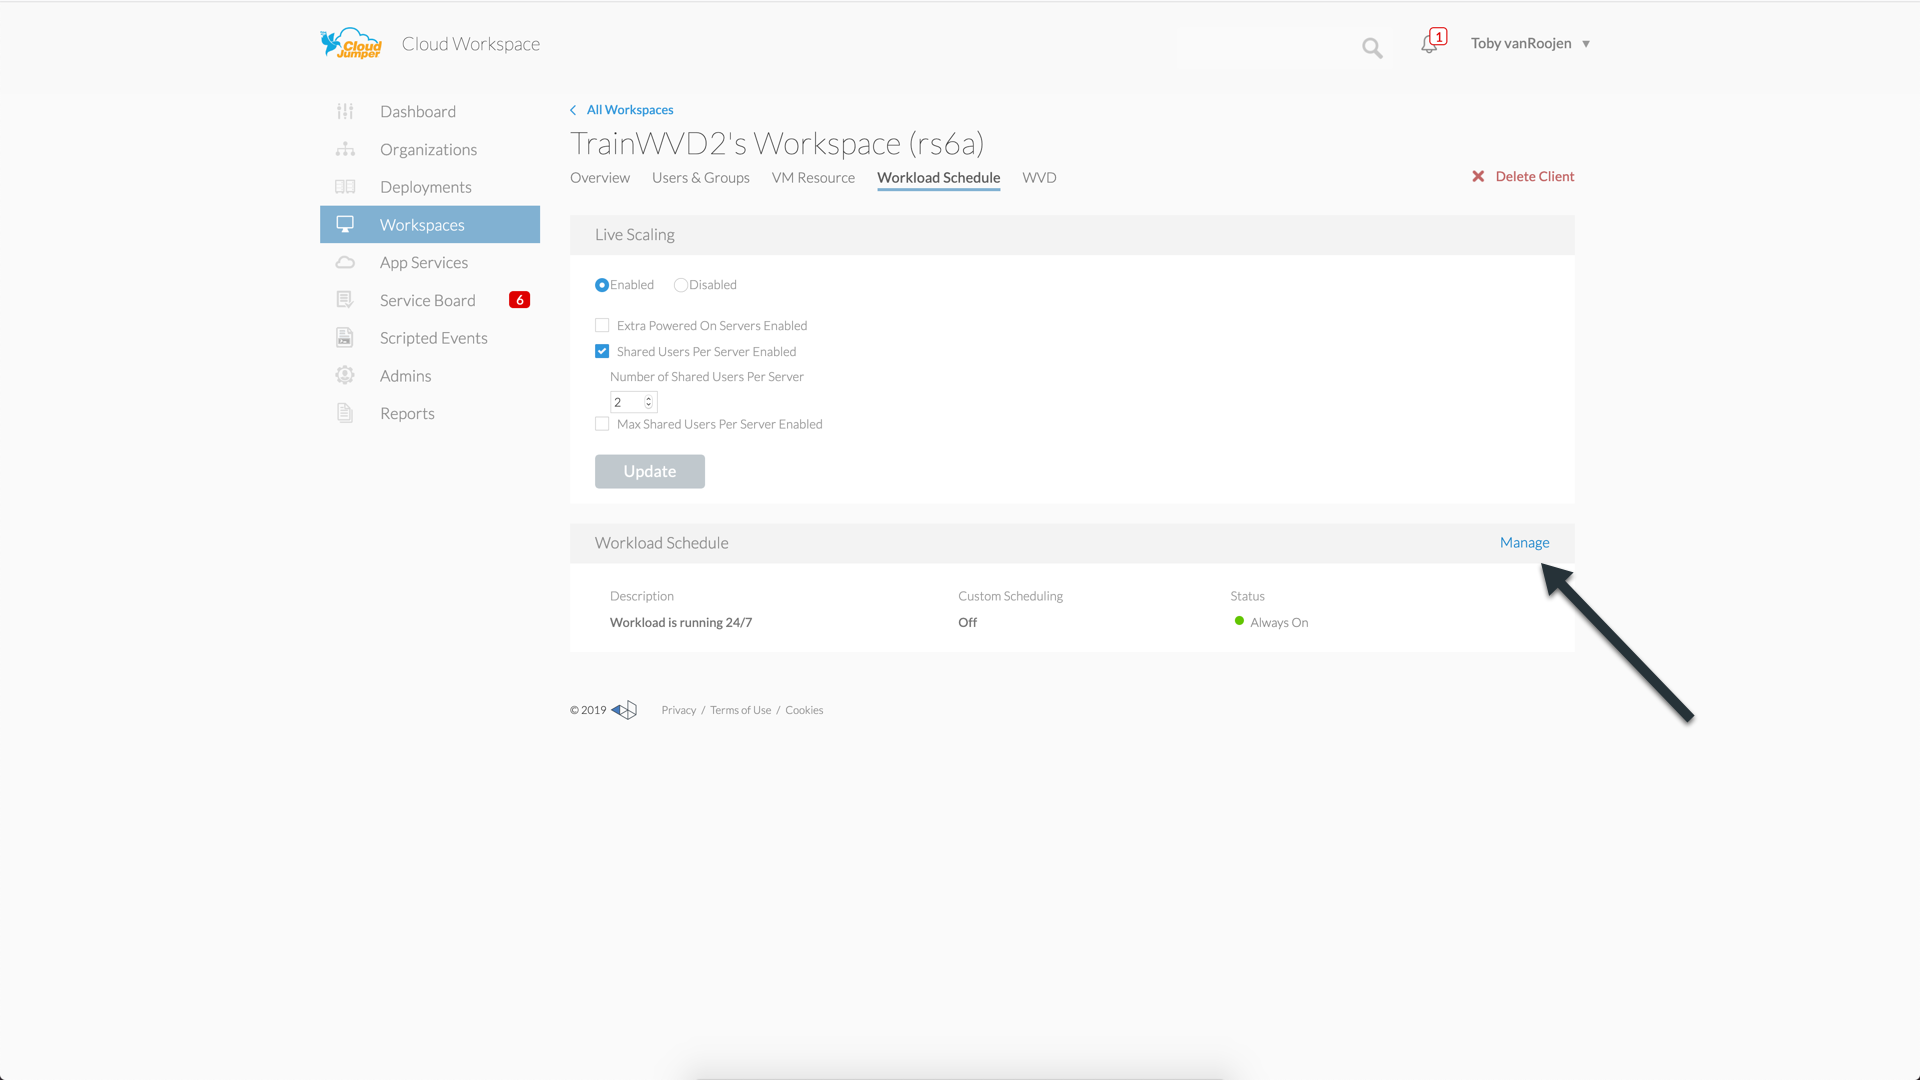 Cloud Jumper
Cloud Workspace
1
Toby vanRoojen
Dashboard
Organizations
Deployments
Workspaces
App Services
Service Board 6
Scripted Events
Admins
Reports
All Workspaces
TrainWVD2's Workspace (rs6a)
Overview Users & Groups VM Resource Workload Schedule WVD
Delete Client
Live Scaling
Enabled Disabled
Extra Powered On Servers Enabled
Shared Users Per Server Enabled
Number of Shared Users Per Server
2
Max Shared Users Per Server Enabled
Update
Workload Schedule Manage
Description Custom Scheduling Status
Workload is running 24/7 Off Always On
© 2019 Privacy / Terms of Use / Cookies